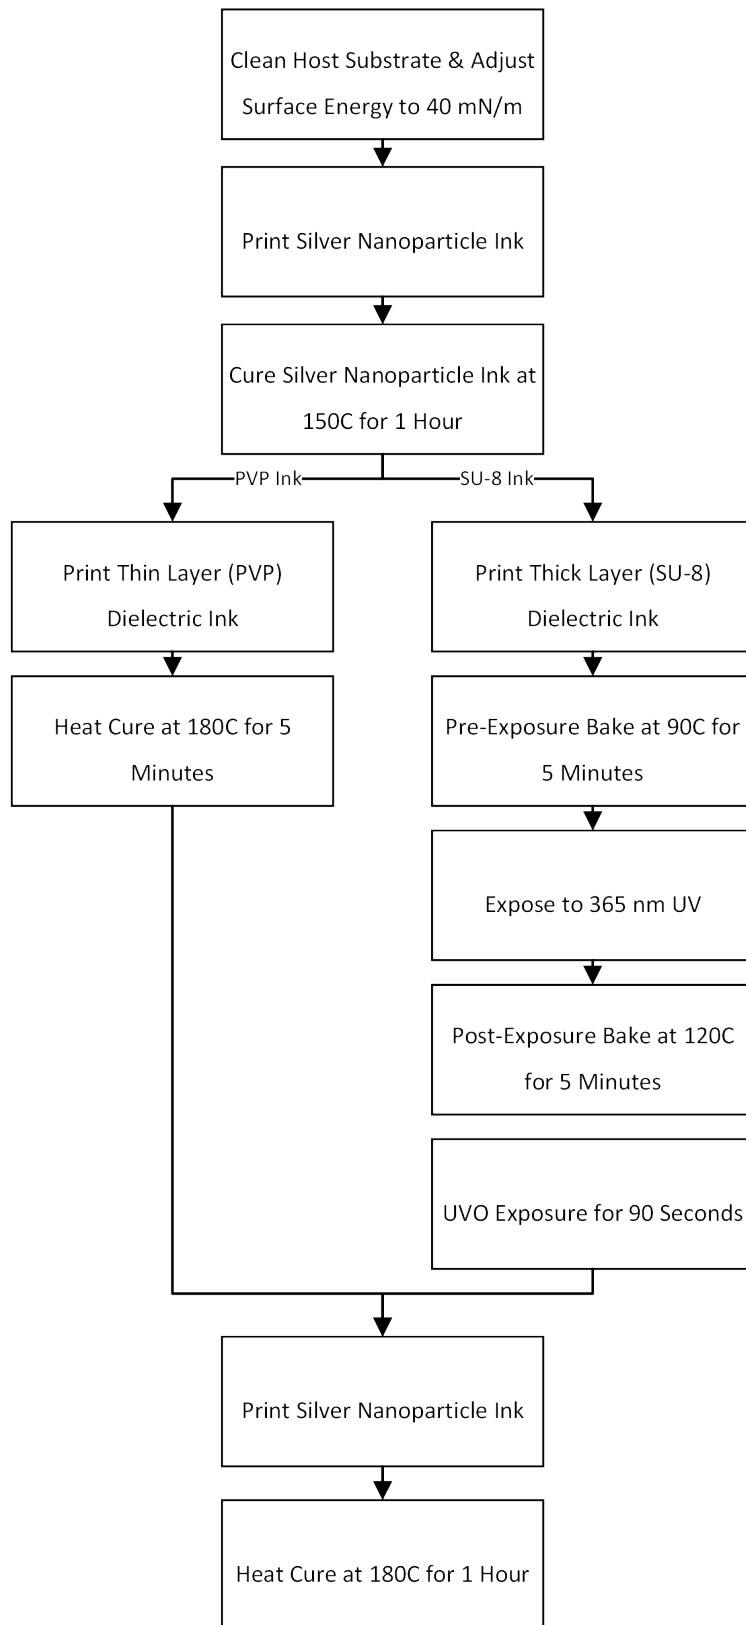 Clean Host Substrate & Adjust
Surface Energy to 40 mN/m
Print Silver Nanoparticle Ink
Cure Silver Nanoparticle Ink at
150C for 1 Hour
PVP Ink
SU-8 Ink
Print Thin Layer (PVP)
Dielectric Ink
Print Thick Layer (SU-8)
Dielectric Ink
Heat Cure at 180C for 5
Minutes
Pre-Exposure Bake at 90C for
5 Minutes
Expose to 365 nm UV
Post-Exposure Bake at 120C
for 5 Minutes
UVO Exposure for 90 Seconds
Print Silver Nanoparticle Ink
Heat Cure at 180C for 1 Hour